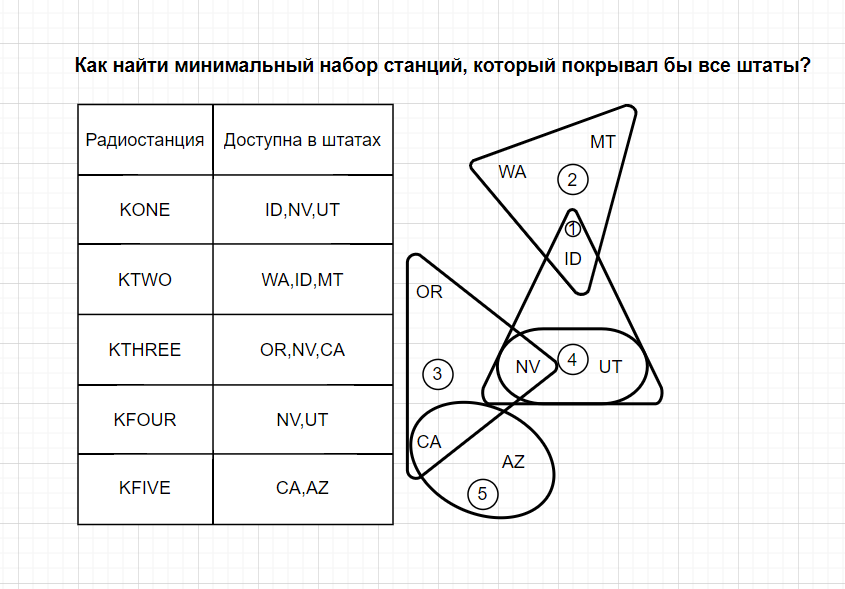 Как найти минимальный набор станций, который покрывал бы все штаты?
Радиостанция Доступна в штатах
KONE ID,NV,UT
KTWO WA,ID,MT
KTHREE OR,NV,CA
KFOUR NV,UT
KFIVE CA,AZ
MT
WA
2
1
ID
OR
NV 4 UT
3
CA
AZ
5